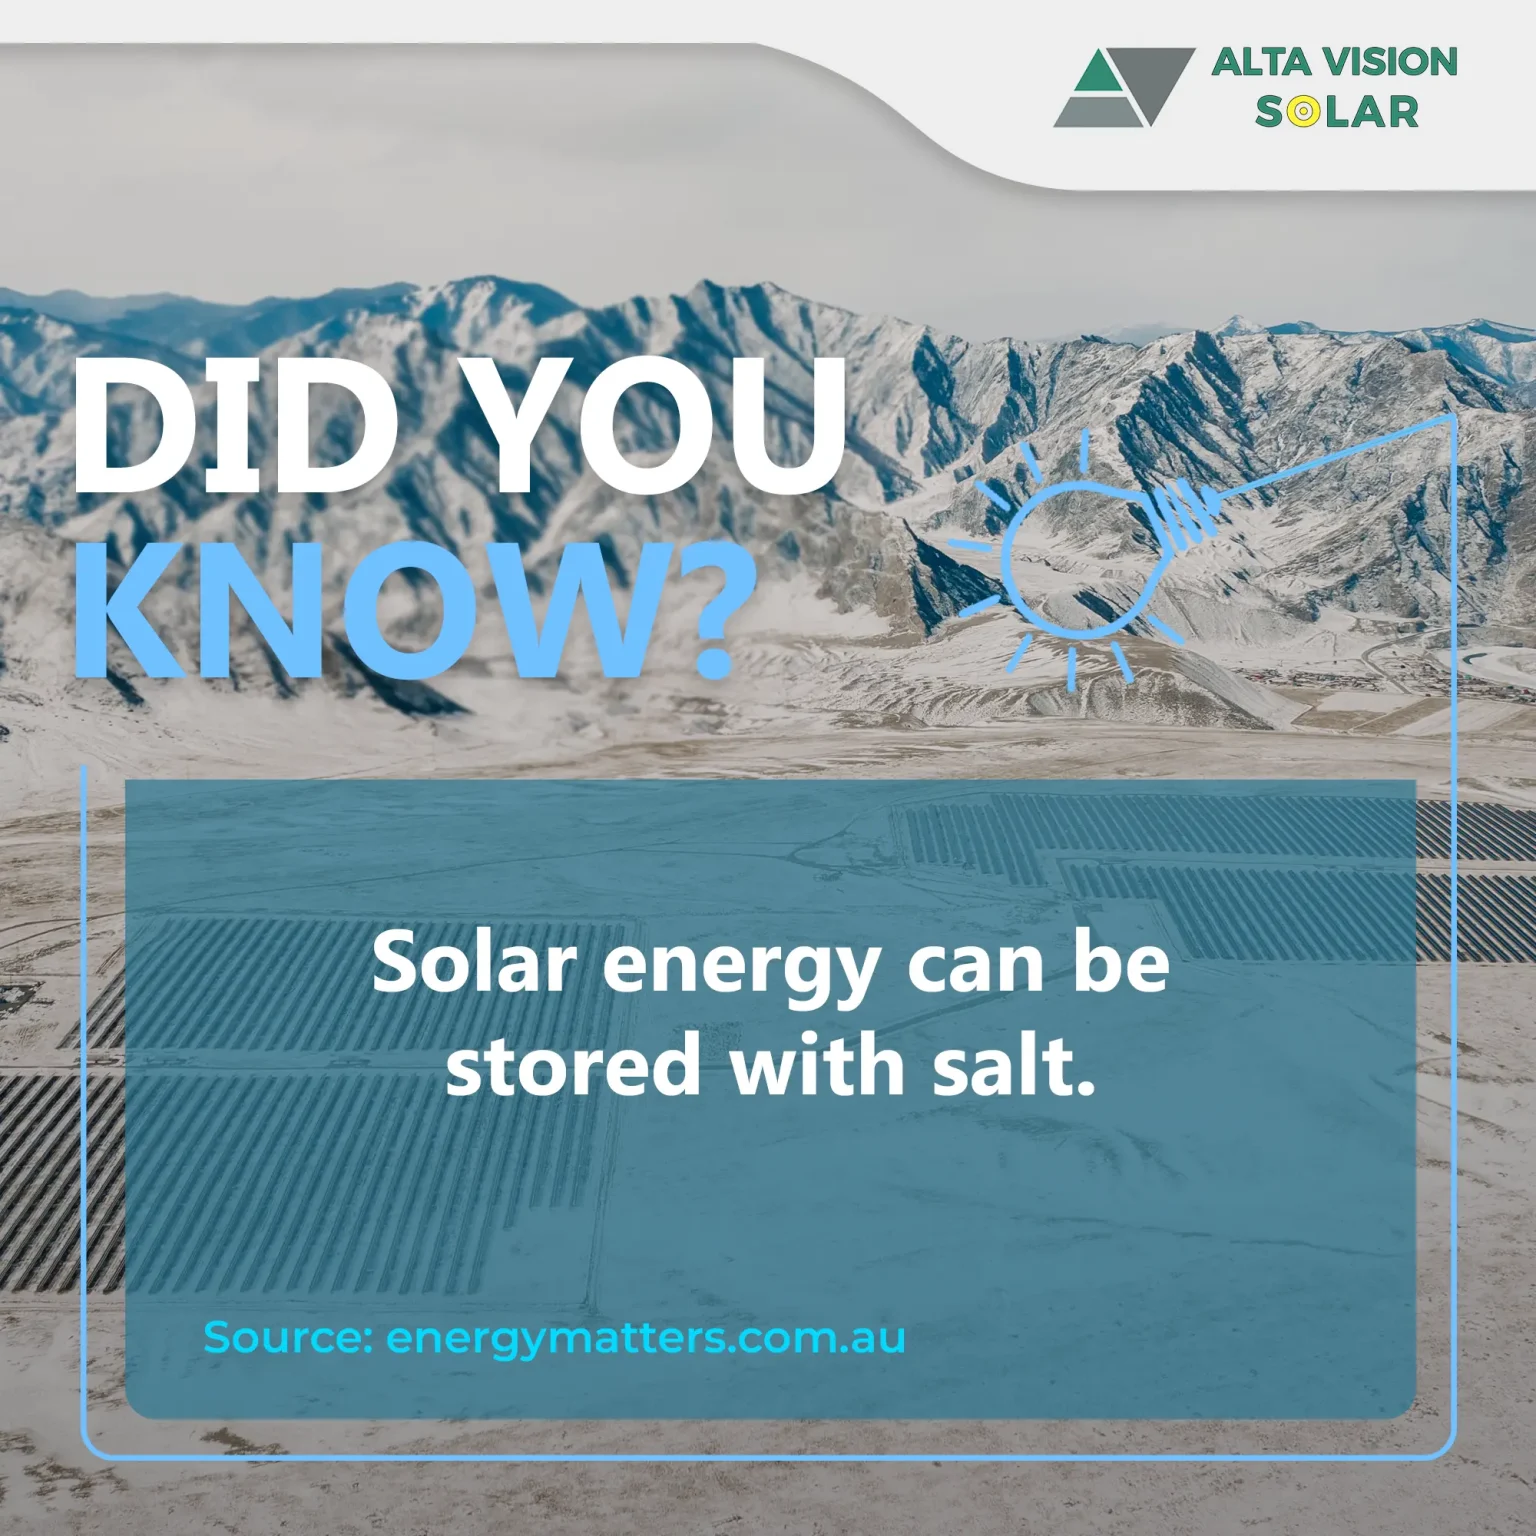 ALTA VISION
SOLAR
DID YOU
KNOW?
Solar energy can be
stored with salt.
Source: energymatters.com.au